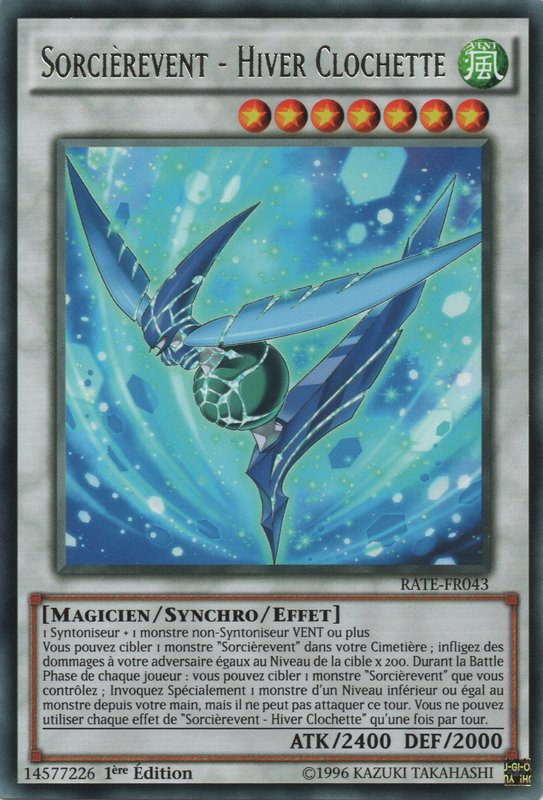 SORCIÈREVENT - HIVER CLOCHETTE
VENT
風
RATE-FR043
[MAGICIEN/SYNCHRO/EFFET]
1 Syntoniseur + 1 monstre non-Syntoniseur VENT ou plus
Vous pouvez cibler 1 monstre "Sorcièrevent" dans votre Cimetière ; infligez des
dommages à votre adversaire égaux au Niveau de la cible x 200. Durant la Battle
Phase de chaque joueur : vous pouvez cibler 1 monstre "Sorcièrevent" que vous
contrôlez ; Invoquez Spécialement 1 monstre d'un Niveau inférieur ou égal au
monstre depuis votre main, mais il ne peut pas attaquer ce tour. Vous ne pouvez
utiliser chaque effet de "Sorcièrevent - Hiver Clochette" qu'une fois par tour.
ATK/2400 DEF/2000
14577226 1ère Édition ©1996 KAZUKI TAKAHASHI